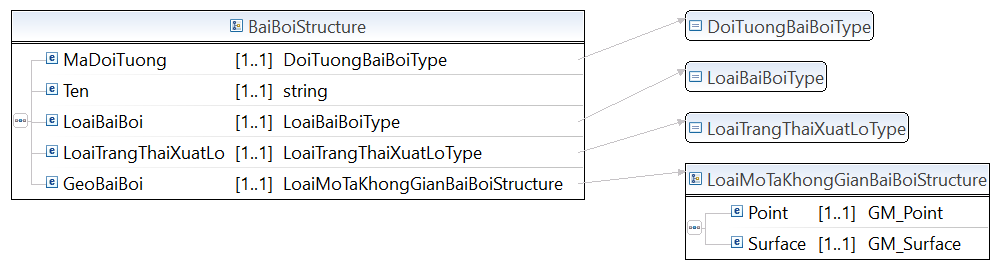 BaiBoiStructure
MaDoiTuong [1..1] DoiTuongBaiBoiType
Ten [1..1] string
LoaiBaiBoi [1..1] LoaiBaiBoiType
LoaiTrangThaiXuatLo [1..1] LoaiTrangThaiXuatLoType
GeoBaiBoi [1..1] LoaiMoTaKhongGianBaiBoiStructure
DoiTuongBaiBoiType
LoaiBaiBoiType
LoaiTrangThaiXuatLoType
LoaiMoTaKhongGianBaiBoiStructure
Point [1..1] GM_Point
Surface [1..1] GM_Surface